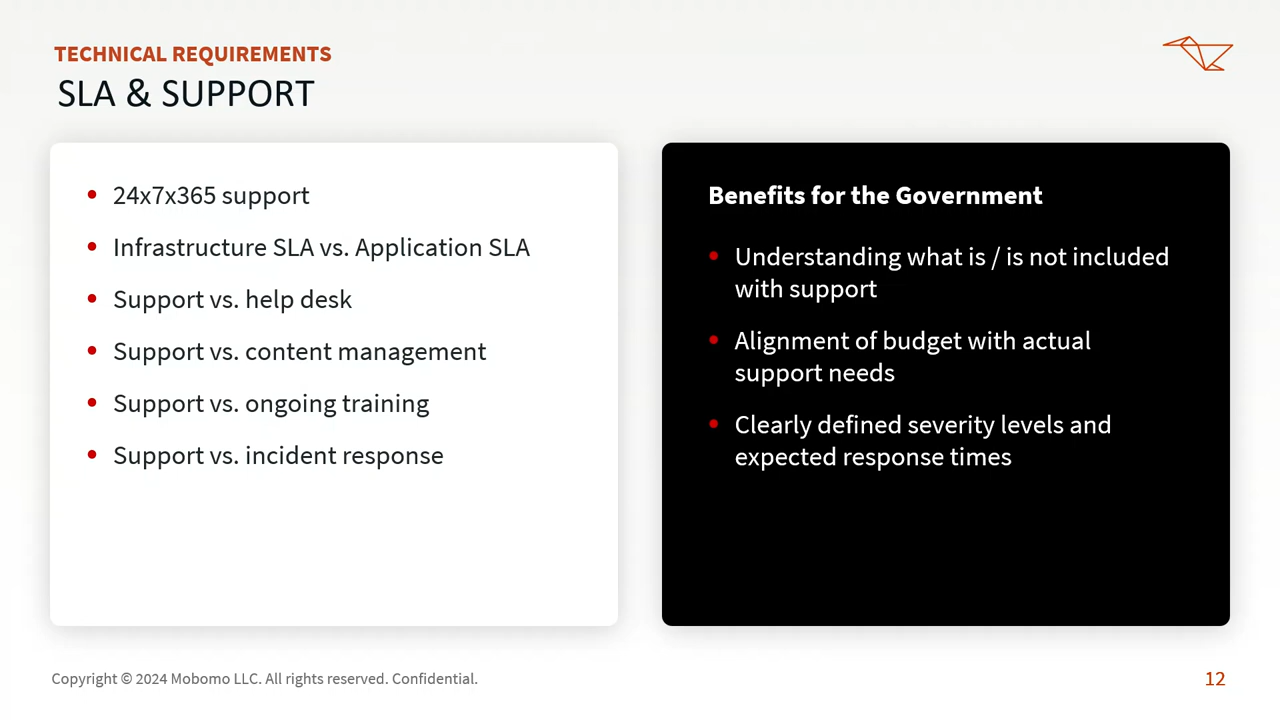 TECHNICAL REQUIREMENTS
SLA & SUPPORT
• 24x7x365 support
• Infrastructure SLA vs. Application SLA
• Support vs. help desk
• Support vs. content management
• Support vs. ongoing training
• Support vs. incident response
Benefits for the Government
• Understanding what is / is not included
with support
• Alignment of budget with actual
support needs
• Clearly defined severity levels and
expected response times
Copyright © 2024 Mobomo LLC. All rights reserved. Confidential.
12